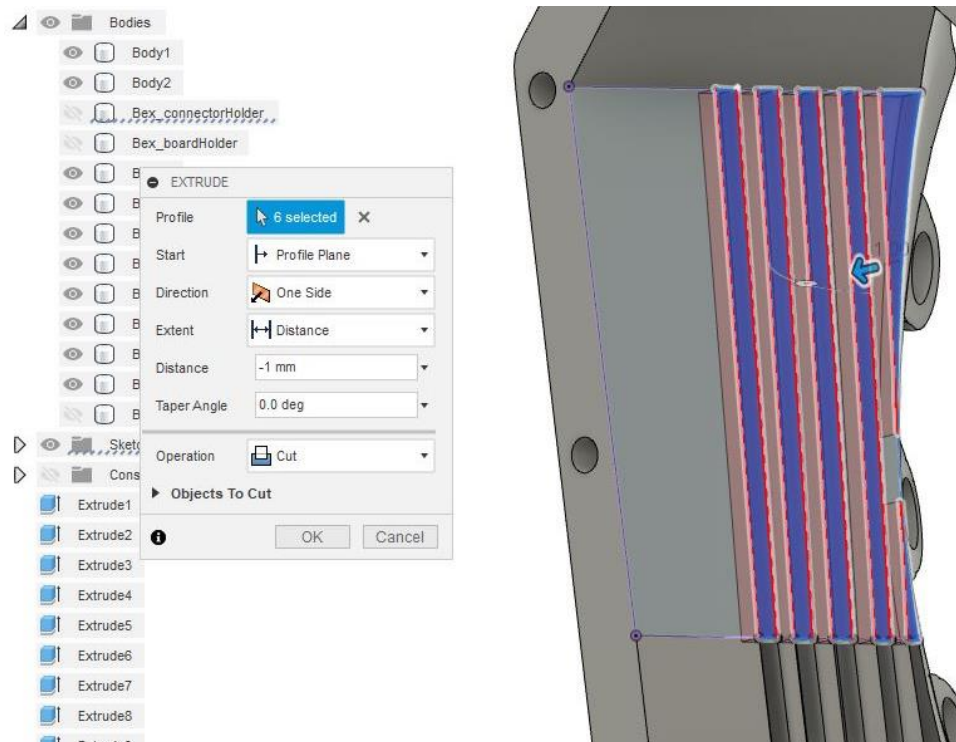 Bodies
Body1
Body2
Bex_connectorHolder
Bex_boardHolder
B
EXTRUDE
B
Profile
6 selected
B
Start
Profile Plane
B
Direction
One Side
B
Extent
Distance
B
Distance
-1 mm
B
B
Taper Angle
0.0 deg
B
Sket
Operation
Cut
Cons
Objects To Cut
Extrude1
Extrude2
OK
Cancel
Extrude3
Extrude4
Extrude5
Extrude6
Extrude7
Extrude8